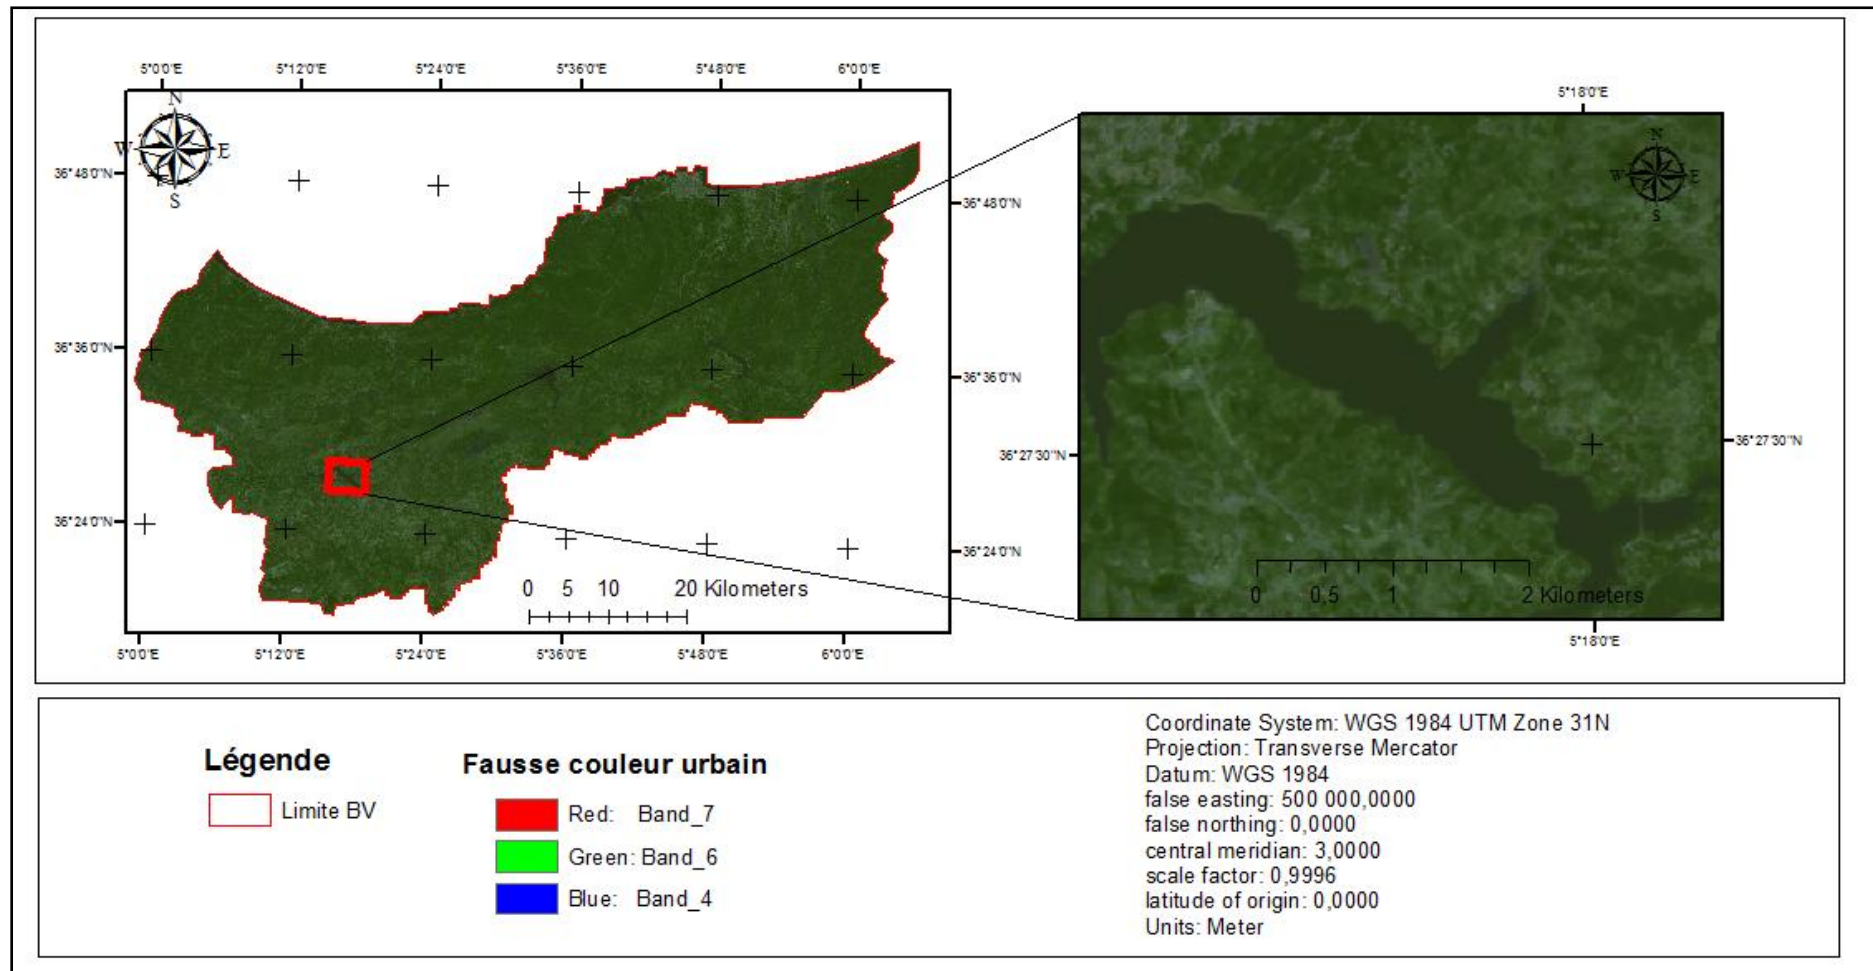 5°0'0"E 5°12'0"E 5°24'0"E 5°36'0"E 5°48'0"E 6°0'0"E
N
W E
S
36°48'0"N
36°36'0"N
36°24'0"N
36°48'0"N
36°36'0"N
36°24'0"N
0 5 10 20 Kilometers
5°0'0"E 5°12'0"E 5°24'0"E 5°36'0"E 5°48'0"E 6°0'0"E
5°18'0"E
N
W E
S
36°27'30"N
36°27'30"N
0 0,5 1 2 Kilometers
5°18'0"E
Légende
Limite BV
Fausse couleur urbain
Red: Band_7
Green: Band_6
Blue: Band_4
Coordinate System: WGS 1984 UTM Zone 31N
Projection: Transverse Mercator
Datum: WGS 1984
false easting: 500 000,0000
false northing: 0,0000
central meridian: 3,0000
scale factor: 0,9996
latitude of origin: 0,0000
Units: Meter